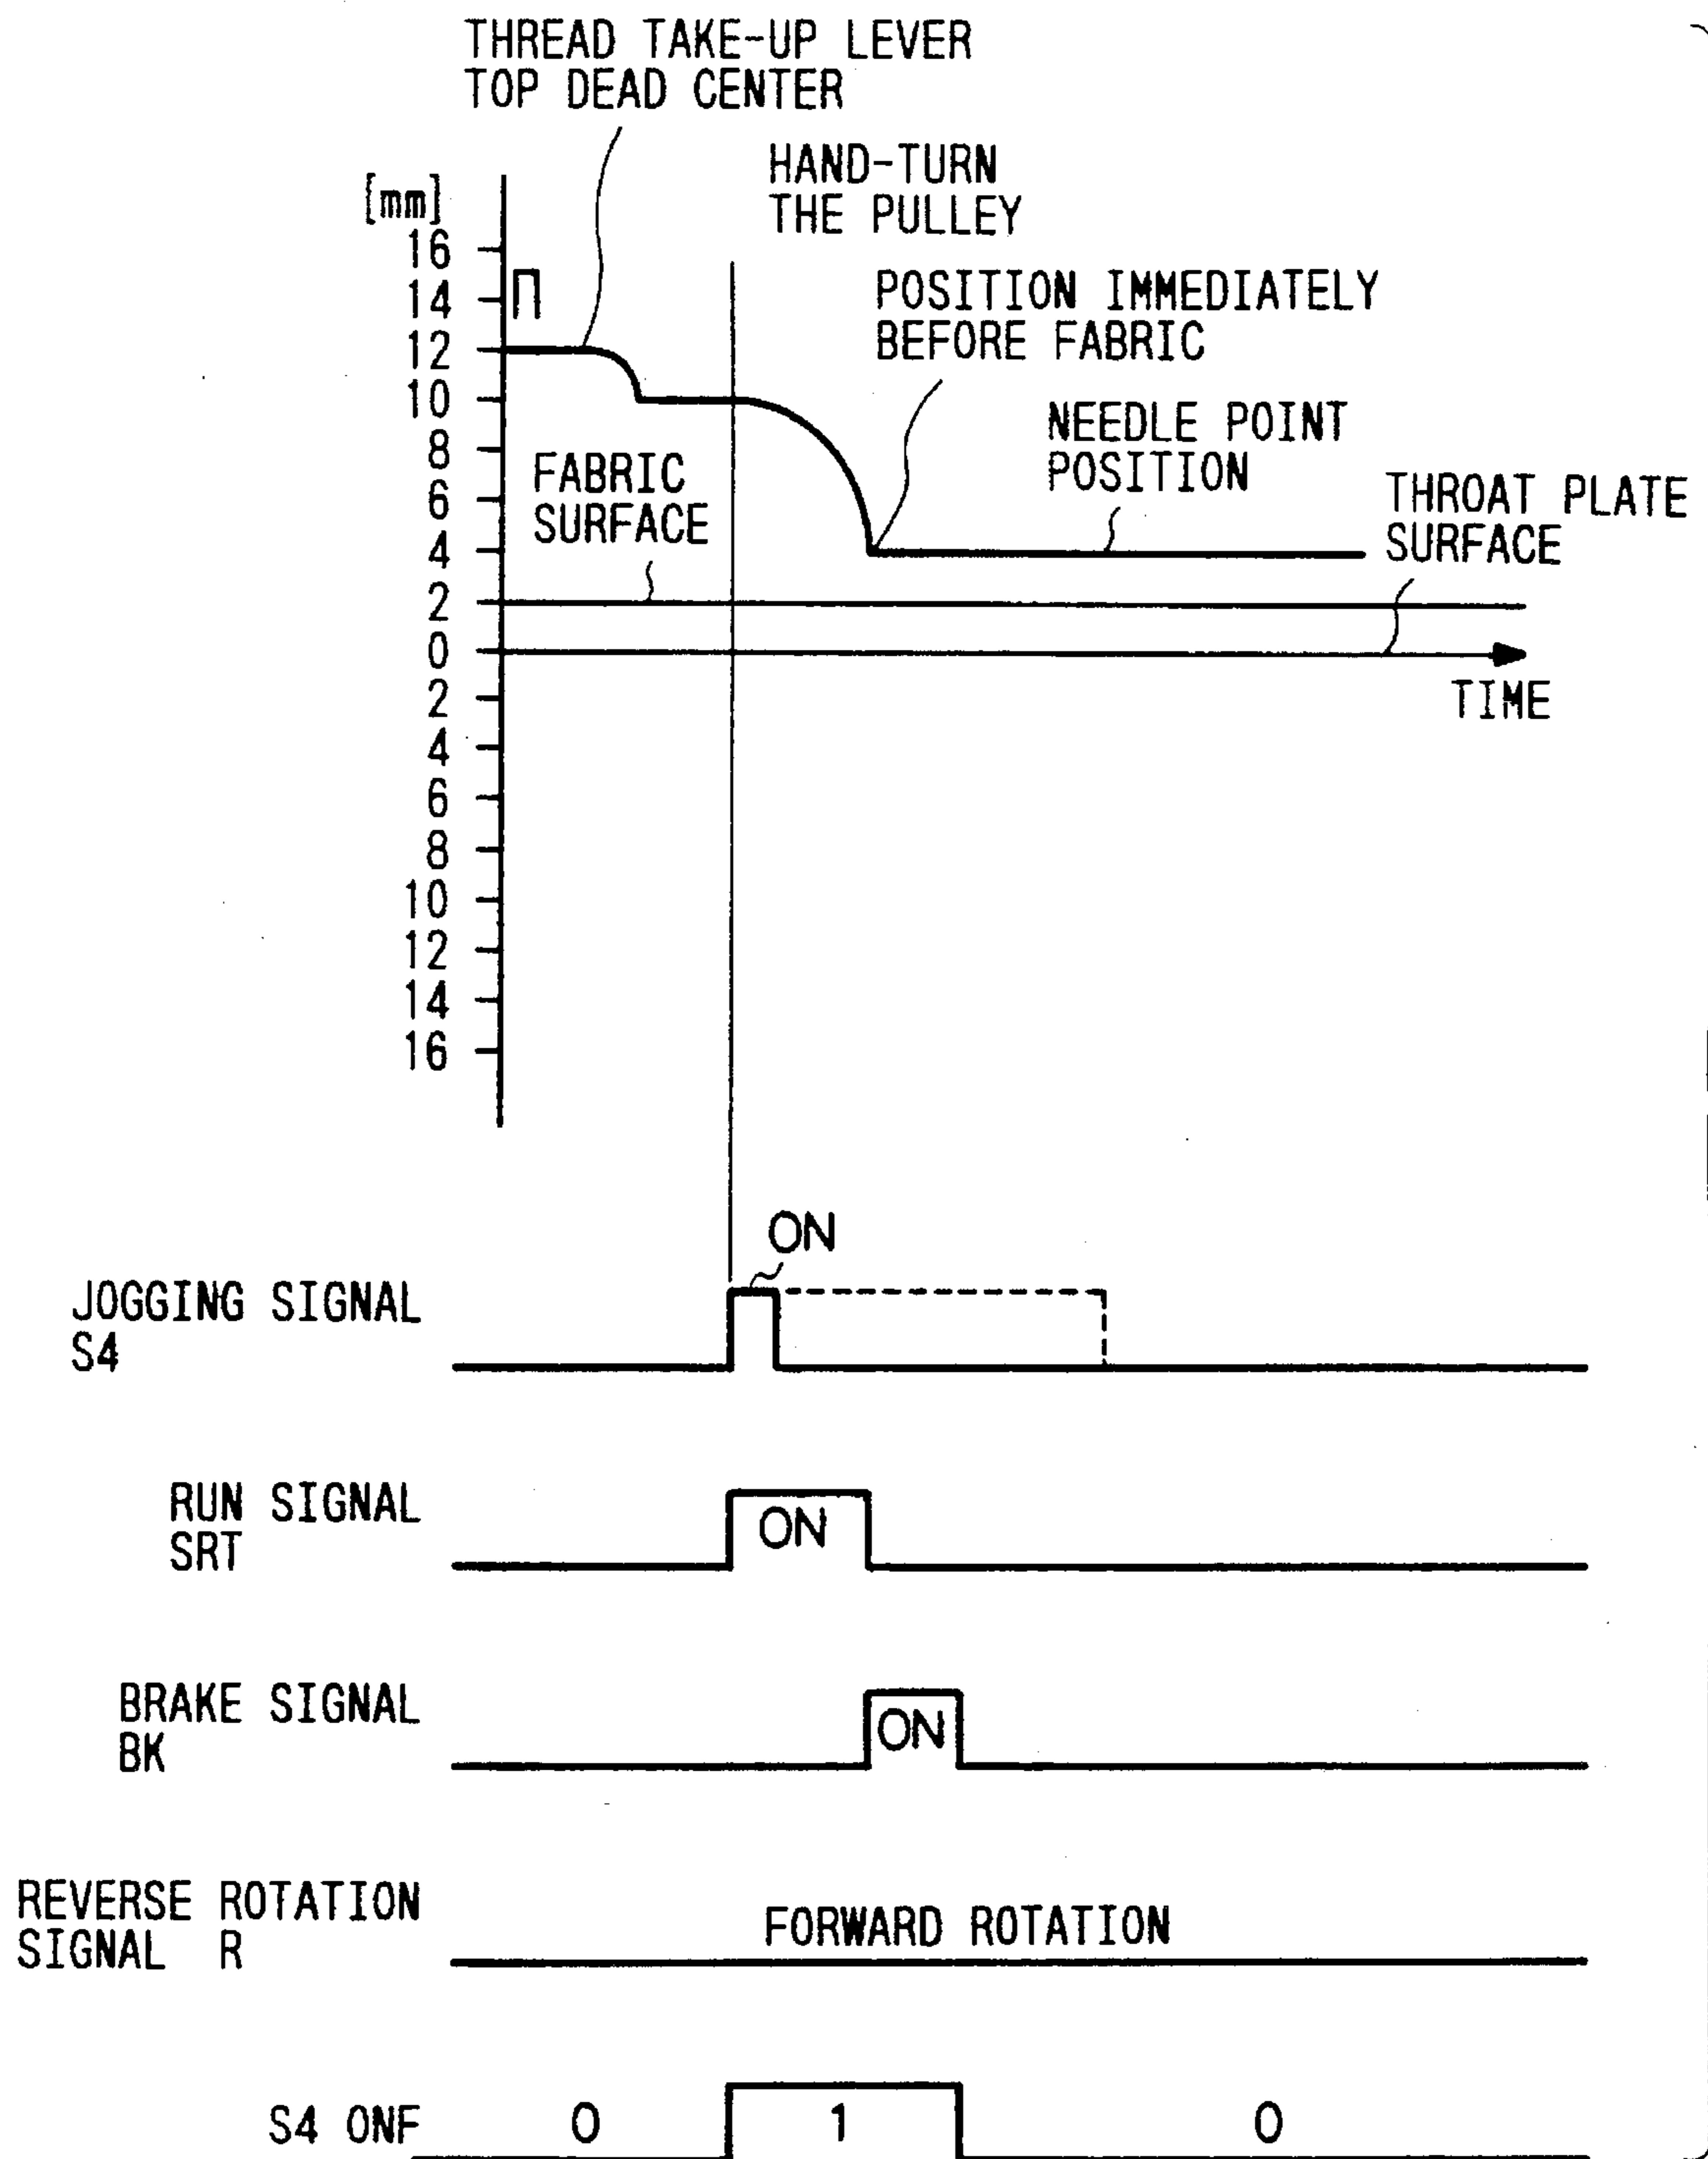 THREAD TAKE-UP LEVER
TOP DEAD CENTER
HAND-TURN
THE PULLEY
[mm]
16
14
12
10
8
6
4
2
0
2
4
6
8
10
12
14
16
POSITION IMMEDIATELY
BEFORE FABRIC
NEEDLE POINT
POSITION
FABRIC
SURFACE
THROAT PLATE
SURFACE
TIME
ON
JOGGING SIGNAL
S4
RUN SIGNAL
SRT
ON
BRAKE SIGNAL
BK
ON
REVERSE ROTATION
SIGNAL R
FORWARD ROTATION
S4 ONF 0 1 0